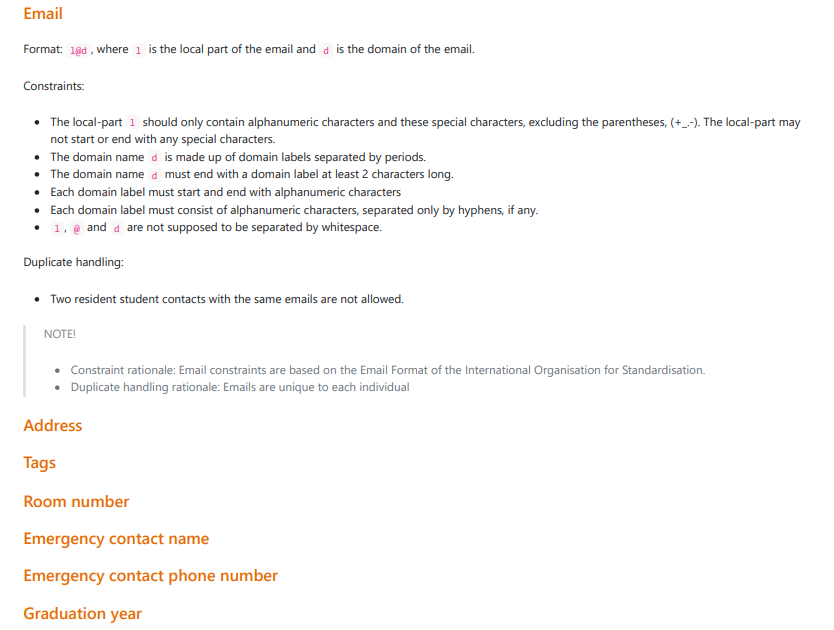 Email
Format: l@d , where l is the local part of the email and d is the domain of the email.
Constraints:
The local-part l should only contain alphanumeric characters and these special characters, excluding the parentheses, (+_.-). The local-part may
not start or end with any special characters.
The domain name d is made up of domain labels separated by periods.
The domain name d must end with a domain label at least 2 characters long.
Each domain label must start and end with alphanumeric characters
Each domain label must consist of alphanumeric characters, separated only by hyphens, if any.
l , @ and d are not supposed to be separated by whitespace.
Duplicate handling:
Two resident student contacts with the same emails are not allowed.
NOTE!
Constraint rationale: Email constraints are based on the Email Format of the International Organisation for Standardisation.
Duplicate handling rationale: Emails are unique to each individual
Address
Tags
Room number
Emergency contact name
Emergency contact phone number
Graduation year